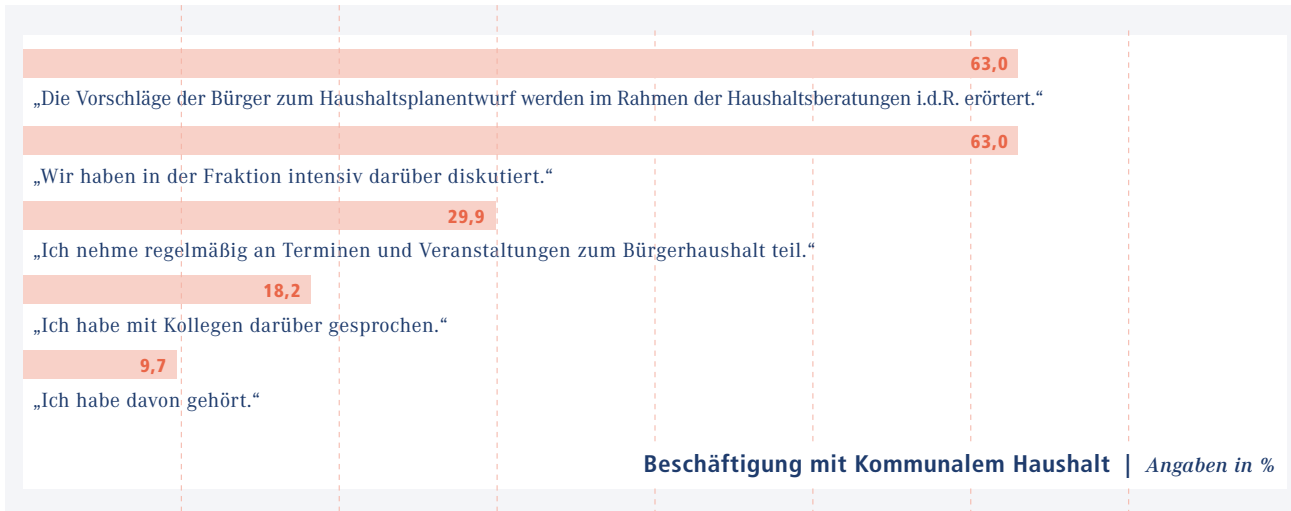 63,0
„Die Vorschläge der Bürger zum Haushaltsplanentwurf werden im Rahmen der Haushaltsberatungen i.d.R. erörtert.“
63,0
„Wir haben in der Fraktion intensiv darüber diskutiert.“
29,9
„Ich nehme regelmäßig an Terminen und Veranstaltungen zum Bürgerhaushalt teil.“
18,2
„Ich habe mit Kollegen darüber gesprochen.“
9,7
„Ich habe davon gehört.“
Beschäftigung mit Kommunalem Haushalt | Angaben in %